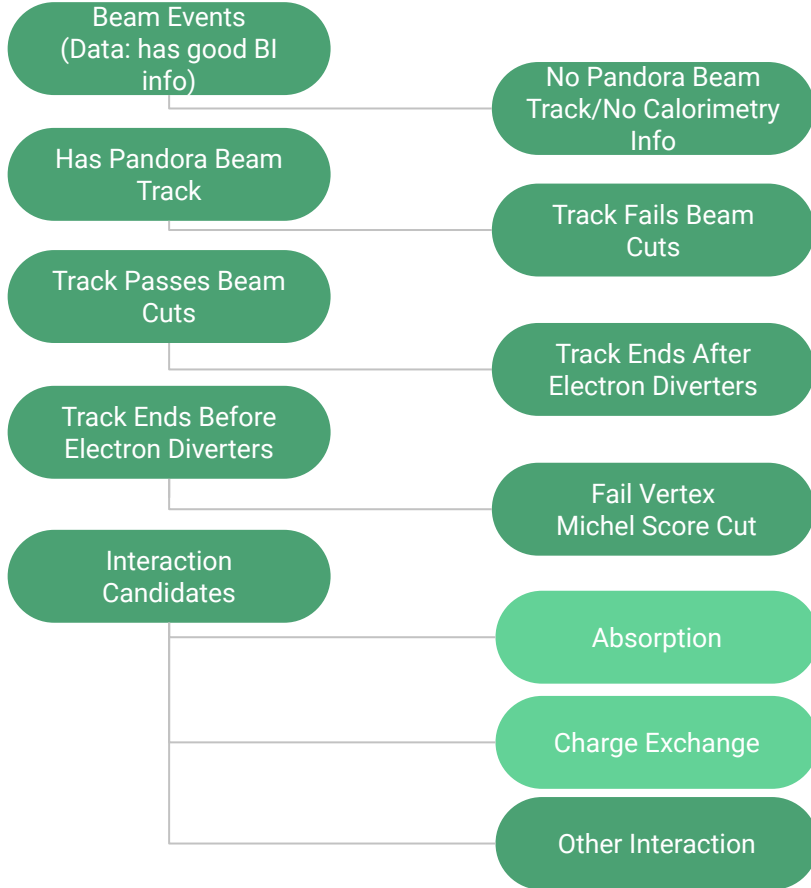 Beam Events
(Data: has good BI
info)
No Pandora Beam
Track/No Calorimetry
Info
Has Pandora Beam
Track
Track Fails Beam
Cuts
Track Passes Beam
Cuts
Track Ends After
Electron Diverters
Track Ends Before
Electron Diverters
Fail Vertex
Michel Score Cut
Interaction
Candidates
Absorption
Charge Exchange
Other Interaction